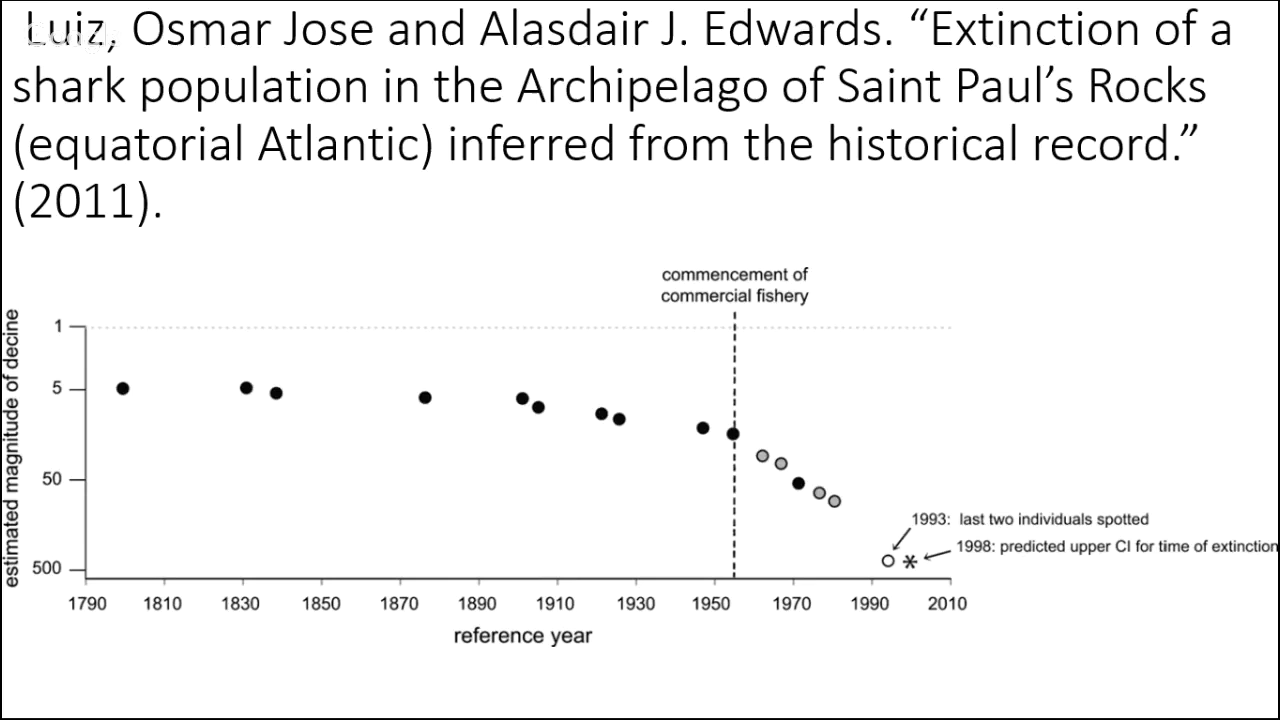 Luiz, Osmar Jose and Alasdair J. Edwards. “Extinction of a
shark population in the Archipelago of Saint Paul’s Rocks
(equatorial Atlantic) inferred from the historical record.”
(2011).
commencement of
commercial fishery
estimated magnitude of decine
1
5
50
500
1993: last two individuals spotted
1998: predicted upper CI for time of extinction
1790 1810 1830 1850 1870 1890 1910 1930 1950 1970 1990 2010
reference year